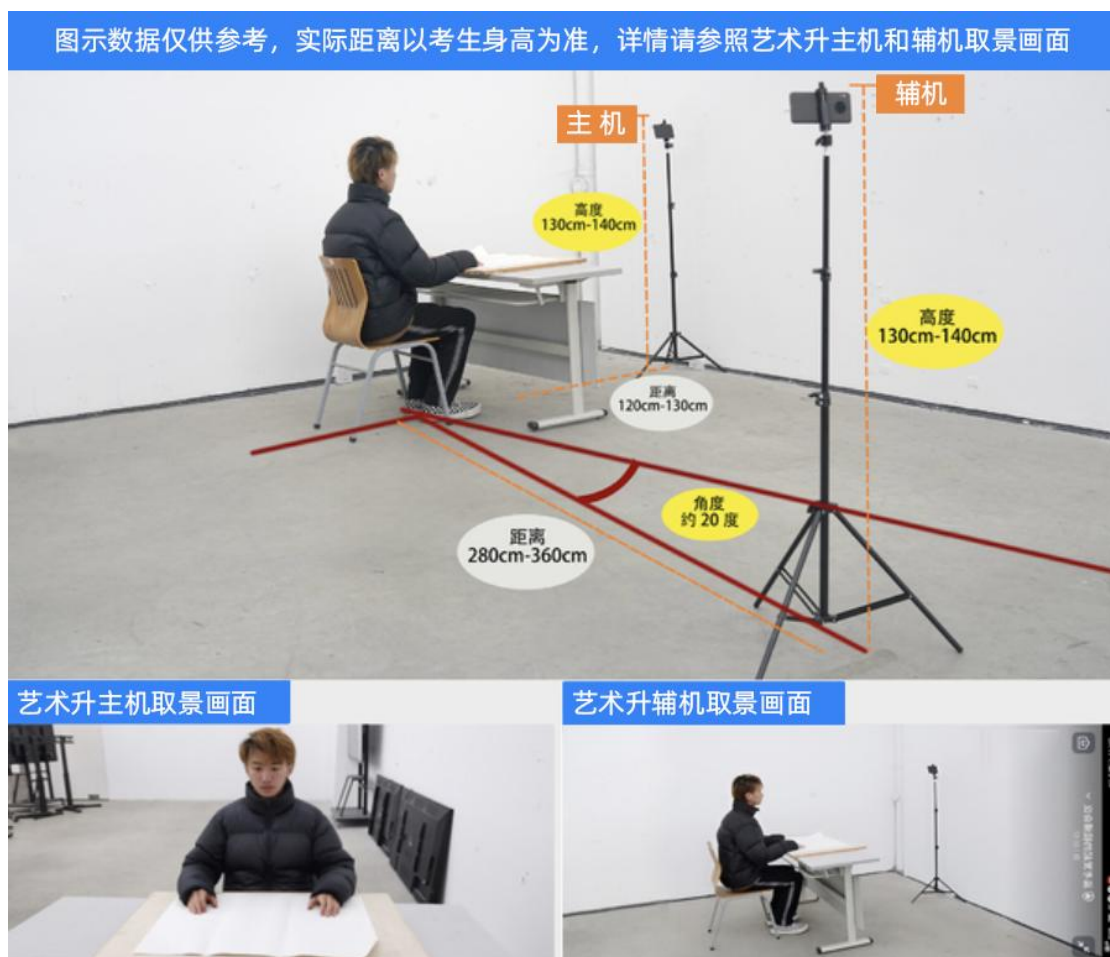 图示数据仅供参考，实际距离以考生身高为准，详情请参照艺术升主机和辅机取景画面
主机
辅机
高度
130cm-140cm
高度
130cm-140cm
距离
120cm-130cm
角度
约 20 度
距离
280cm-360cm
艺术升主机取景画面
艺术升辅机取景画面